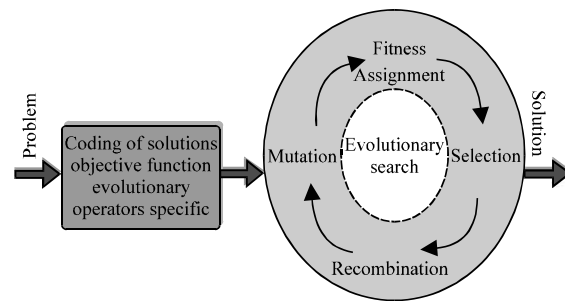 Problem
Coding of solutions
objective function
evolutionary
operators specific
Fitness
Assignment
Mutation
Evolutionary
search
Selection
Recombination
Solution